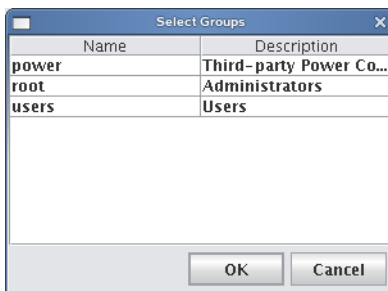 Select Groups
Name Description
power Third-party Power Co...
root Administrators
users Users
OK Cancel